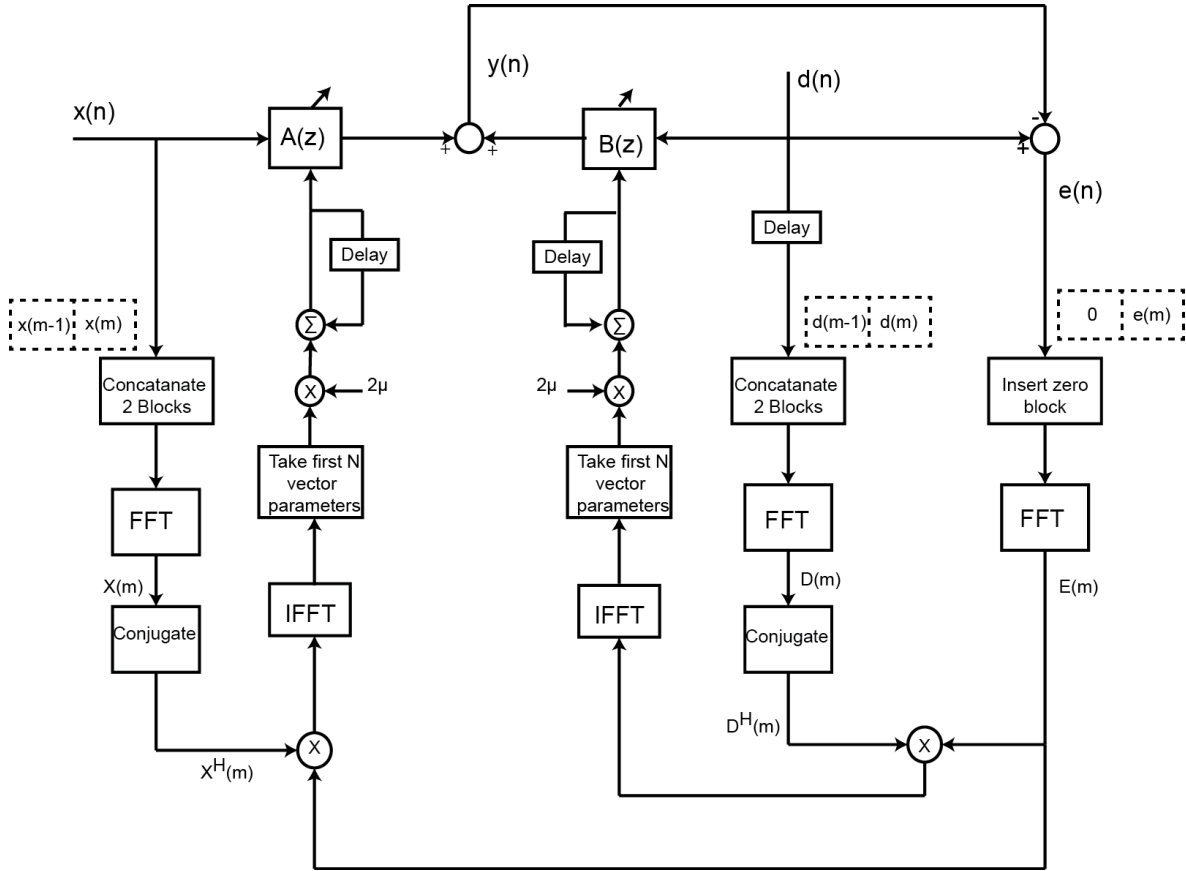 y(n)
d(n)
x(n)
A(z)
B(z)
-
+
+
+
e(n)
Delay
Delay
Delay
x(m-1)
x(m)
d(m-1)
d(m)
0
e(m)
Σ
Σ
Concatanate
2 Blocks
X
2μ
2μ
X
Concatanate
2 Blocks
Insert zero
block
Take first N
vector
parameters
Take first N
vector
parameters
FFT
FFT
FFT
X(m)
D(m)
E(m)
Conjugate
IFFT
IFFT
Conjugate
X
X^H(m)
D^H(m)
X